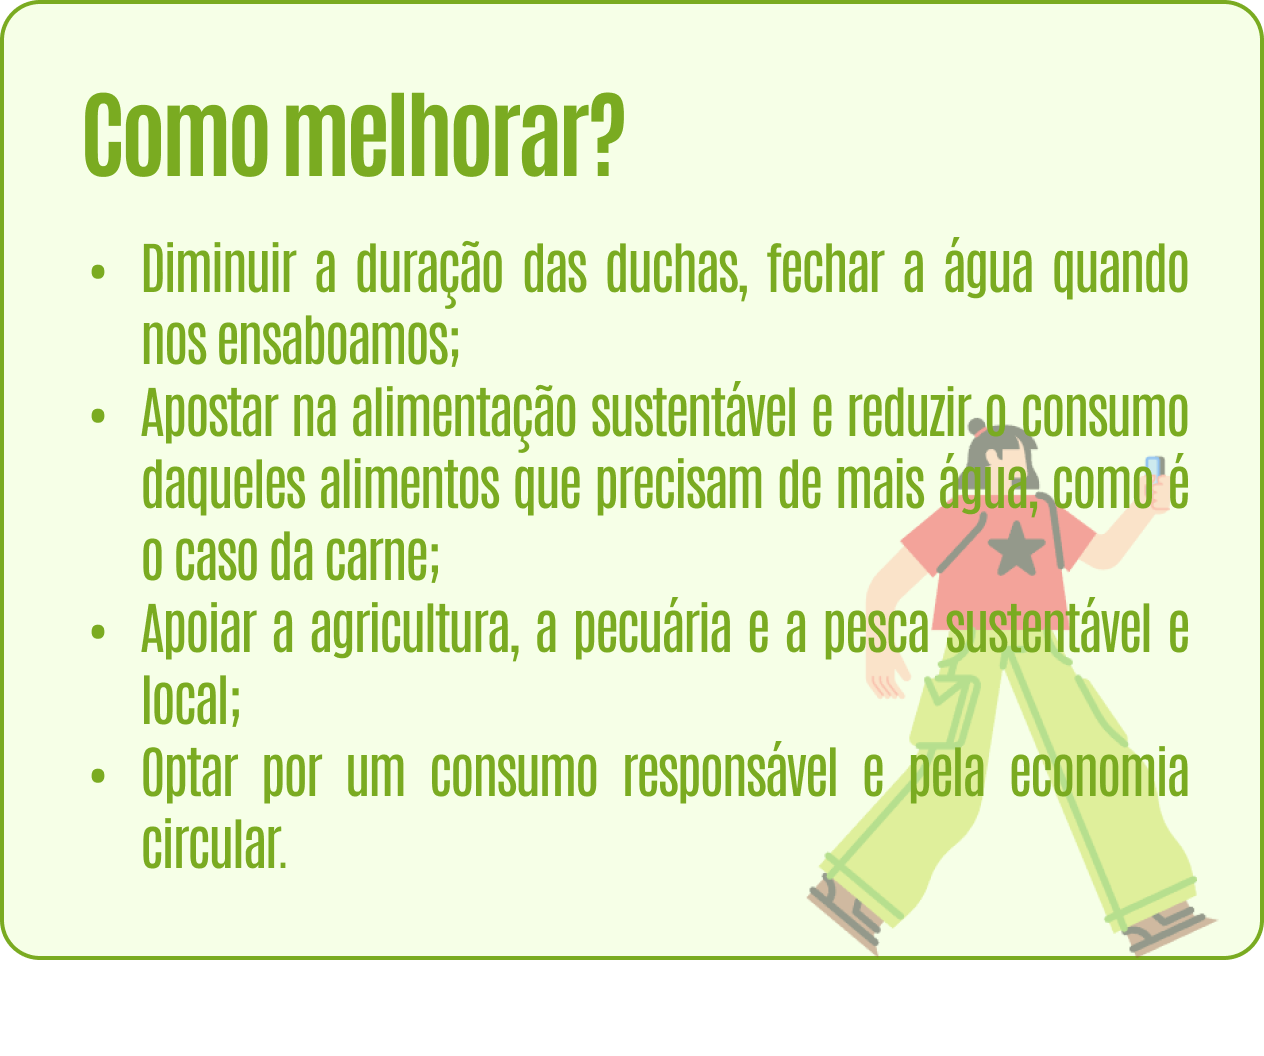 Como melhorar?
• Diminuir a duração das duchas, fechar a água quando
nos ensaboamos;
• Apostar na alimentação sustentável e reduzir o consumo
daqueles alimentos que precisam de mais água, como é
o caso da carne;
• Apoiar a agricultura, a pecuária e a pesca sustentável e
local;
• Optar por um consumo responsável e pela economia
circular.